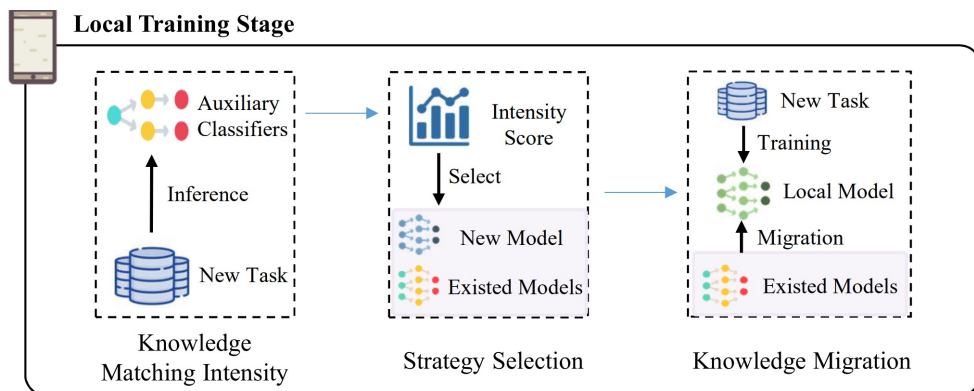 Local Training Stage
Auxiliary
Classifiers
Inference
New Task
Knowledge
Matching Intensity
Intensity
Score
Select
New Model
Existed Models
Strategy Selection
New Task
Training
Local Model
Migration
Existed Models
Knowledge Migration